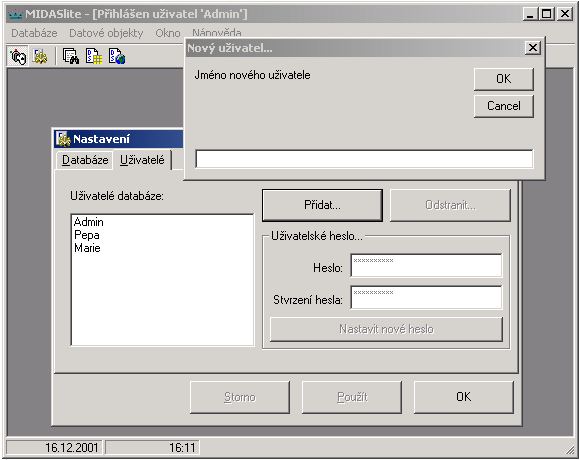 MIDASlite - [Přihlášen uživatel 'Admin']
Databáze Datové objekty Okno Nápověda
Nový uživatel...
Jméno nového uživatele
OK
Cancel
Nastavení
Databáze Uživatelé
Uživatelé databáze:
Admin
Pepa
Marie
Přidat...
Odstranit...
Uživatelské heslo...
Heslo: xxxxxxxxxx
Stvrzení hesla: xxxxxxxxxx
Nastavit nové heslo
Storno Použít OK
16.12.2001 16:11